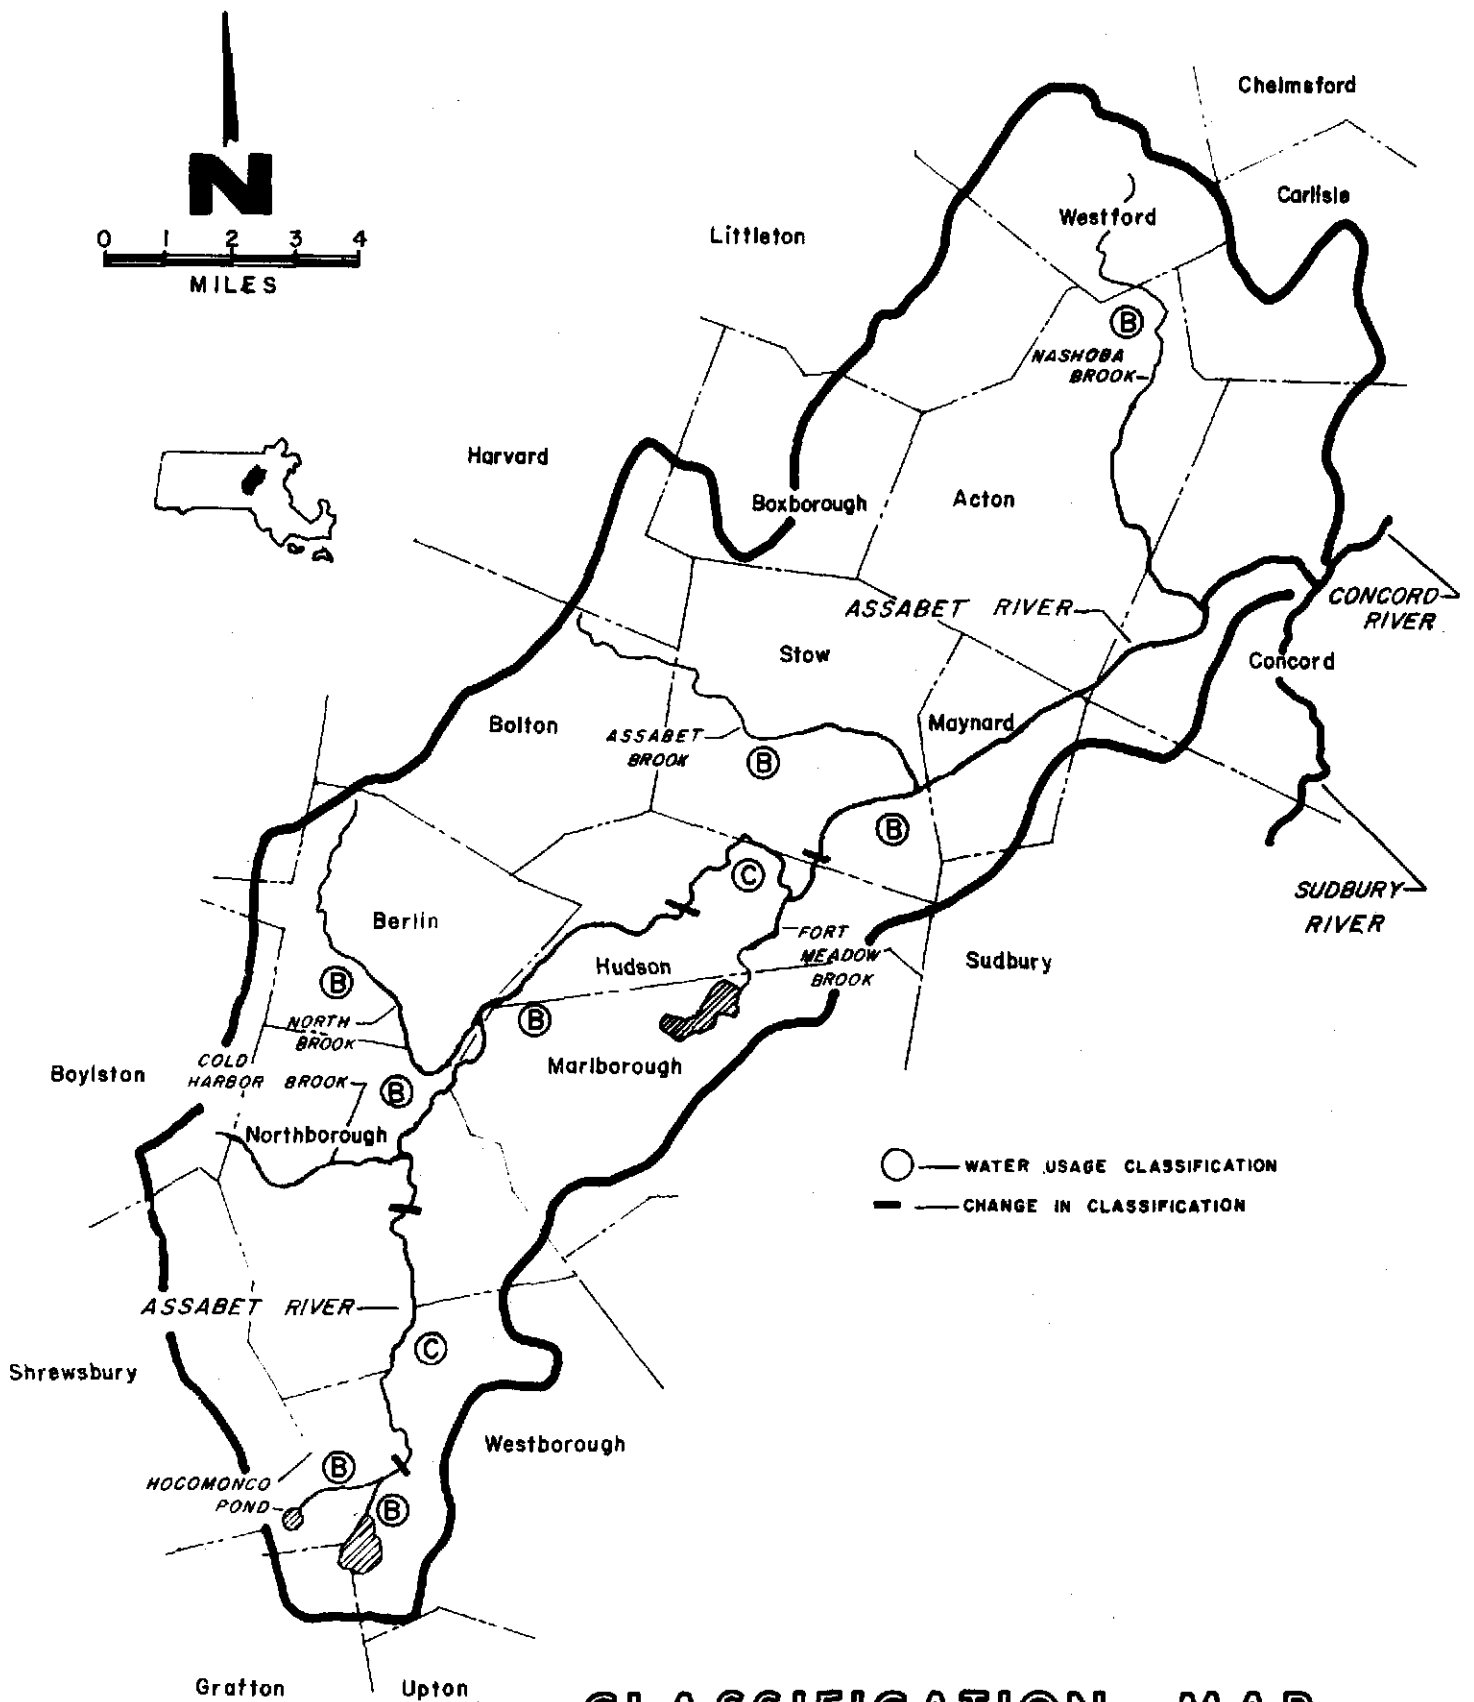 Chelmsford
N
Carlisle
Westford
Littleton
0 1 2 3 4
MILES
B
NASHOBA
BROOK
Harvard
Boxborough
Acton
ASSABET RIVER
CONCORD
RIVER
Stow
Concord
Bolton
Maynard
ASSABET
BROOK
B
B
C
SUDBURY
RIVER
Berlin
FORT
MEADOW
BROOK
Hudson
Sudbury
B
NORTH
BROOK
B
COLD
HARBOR BROOK
Boylston
Marlborough
B
Northborough
WATER USAGE CLASSIFICATION
CHANGE IN CLASSIFICATION
ASSABET RIVER
C
Shrewsbury
Westborough
B
HOCOMONCO
POND
B
Grafton
Upton
CLASSIFICATION MAP